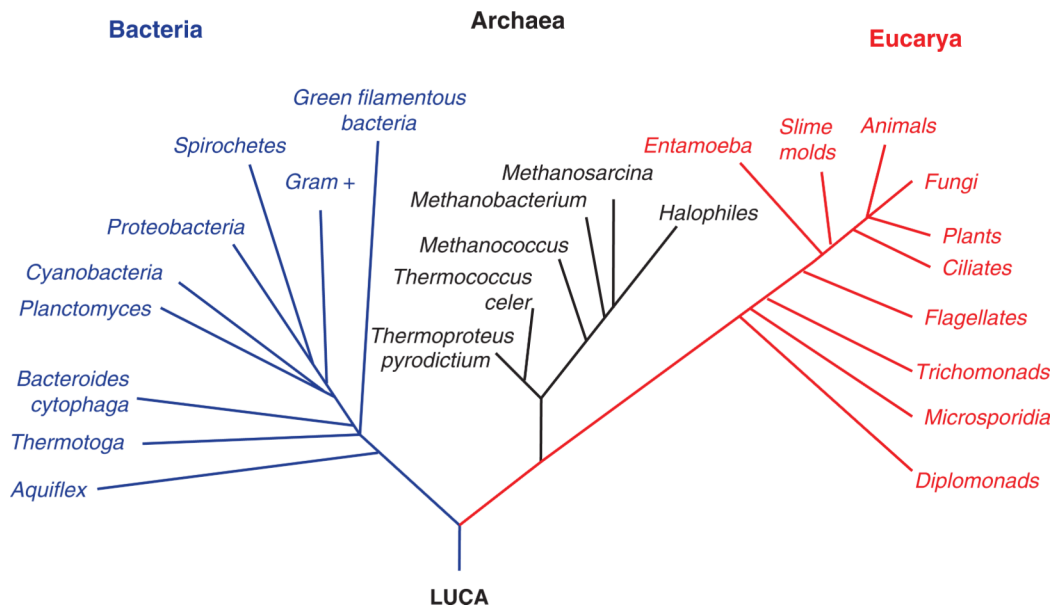 Bacteria
Archaea
Eucarya
Green filamentous
bacteria
Spirochetes
Gram +
Proteobacteria
Cyanobacteria
Planctomyces
Bacteroides
cytophaga
Thermotoga
Aquiflex
Methanosarcina
Methanobacterium
Halophiles
Methanococcus
Thermococcus
celer
Thermoproteus
pyrodictium
Entamoeba
Slime
molds
Animals
Fungi
Plants
Ciliates
Flagellates
Trichomonads
Microsporidia
Diplomonads
LUCA